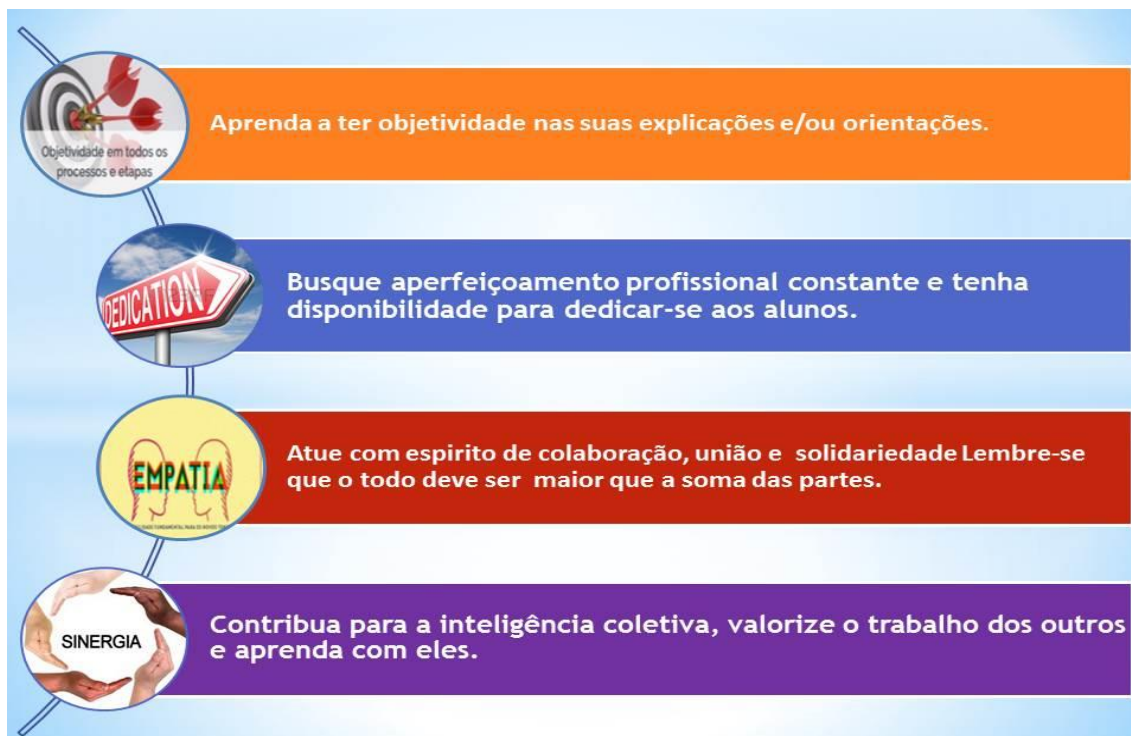 Objetividade em todos os
processos e etapas
Aprenda a ter objetividade nas suas explicações e/ou orientações.
DEDICATION
Busque aperfeiçoamento profissional constante e tenha
disponibilidade para dedicar-se aos alunos.
EMPATIA
FUNDAMENTAL PARA
Atue com espirito de colaboração, união e solidariedade Lembre-se
que o todo deve ser maior que a soma das partes.
SINERGIA
Contribua para a inteligência coletiva, valorize o trabalho dos outros
e aprenda com eles.